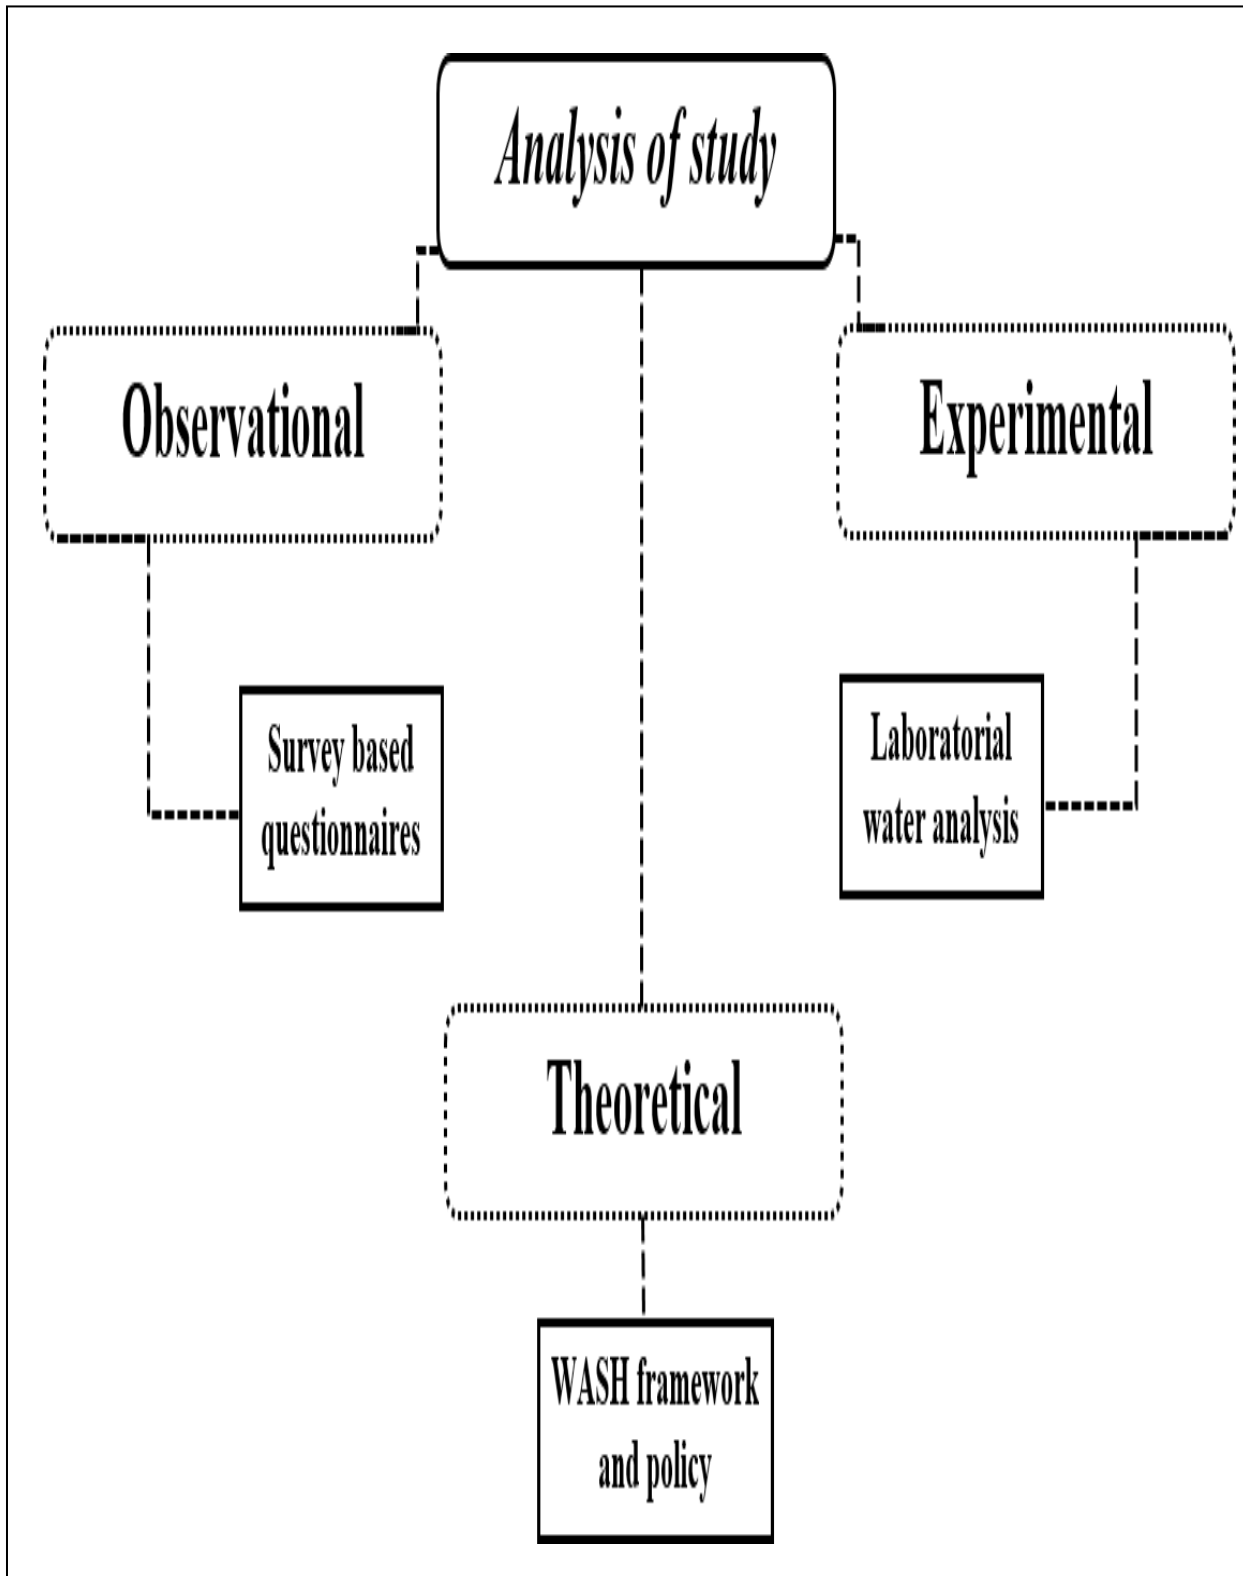 Analysis of study
Observational
Experimental
Survey based
questionnaires
Laboratorial
water analysis
Theoretical
WASH framework
and policy